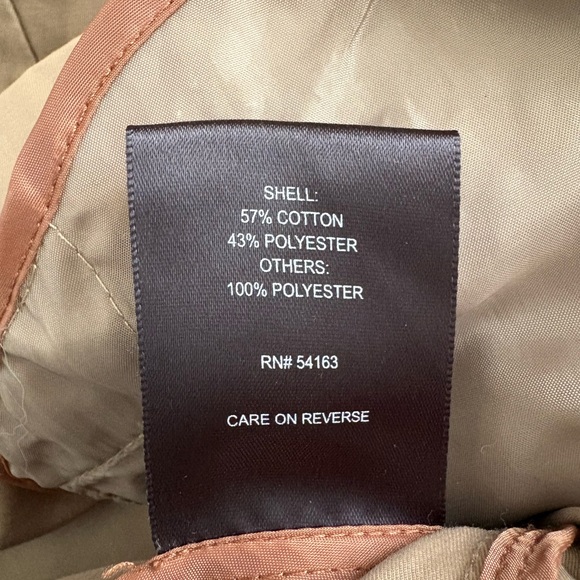 SHELL:
57% COTTON
43% POLYESTER
OTHERS:
100% POLYESTER
RN# 54163
CARE ON REVERSE